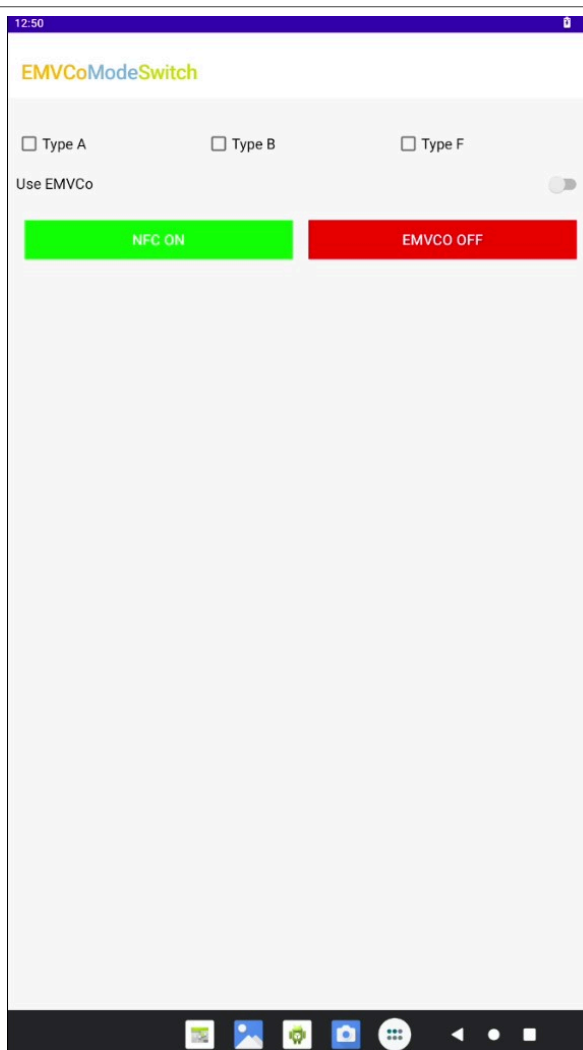 12:50
EMVCoModeSwitch
Type A Type B Type F
Use EMVCo
NFC ON EMVCO OFF